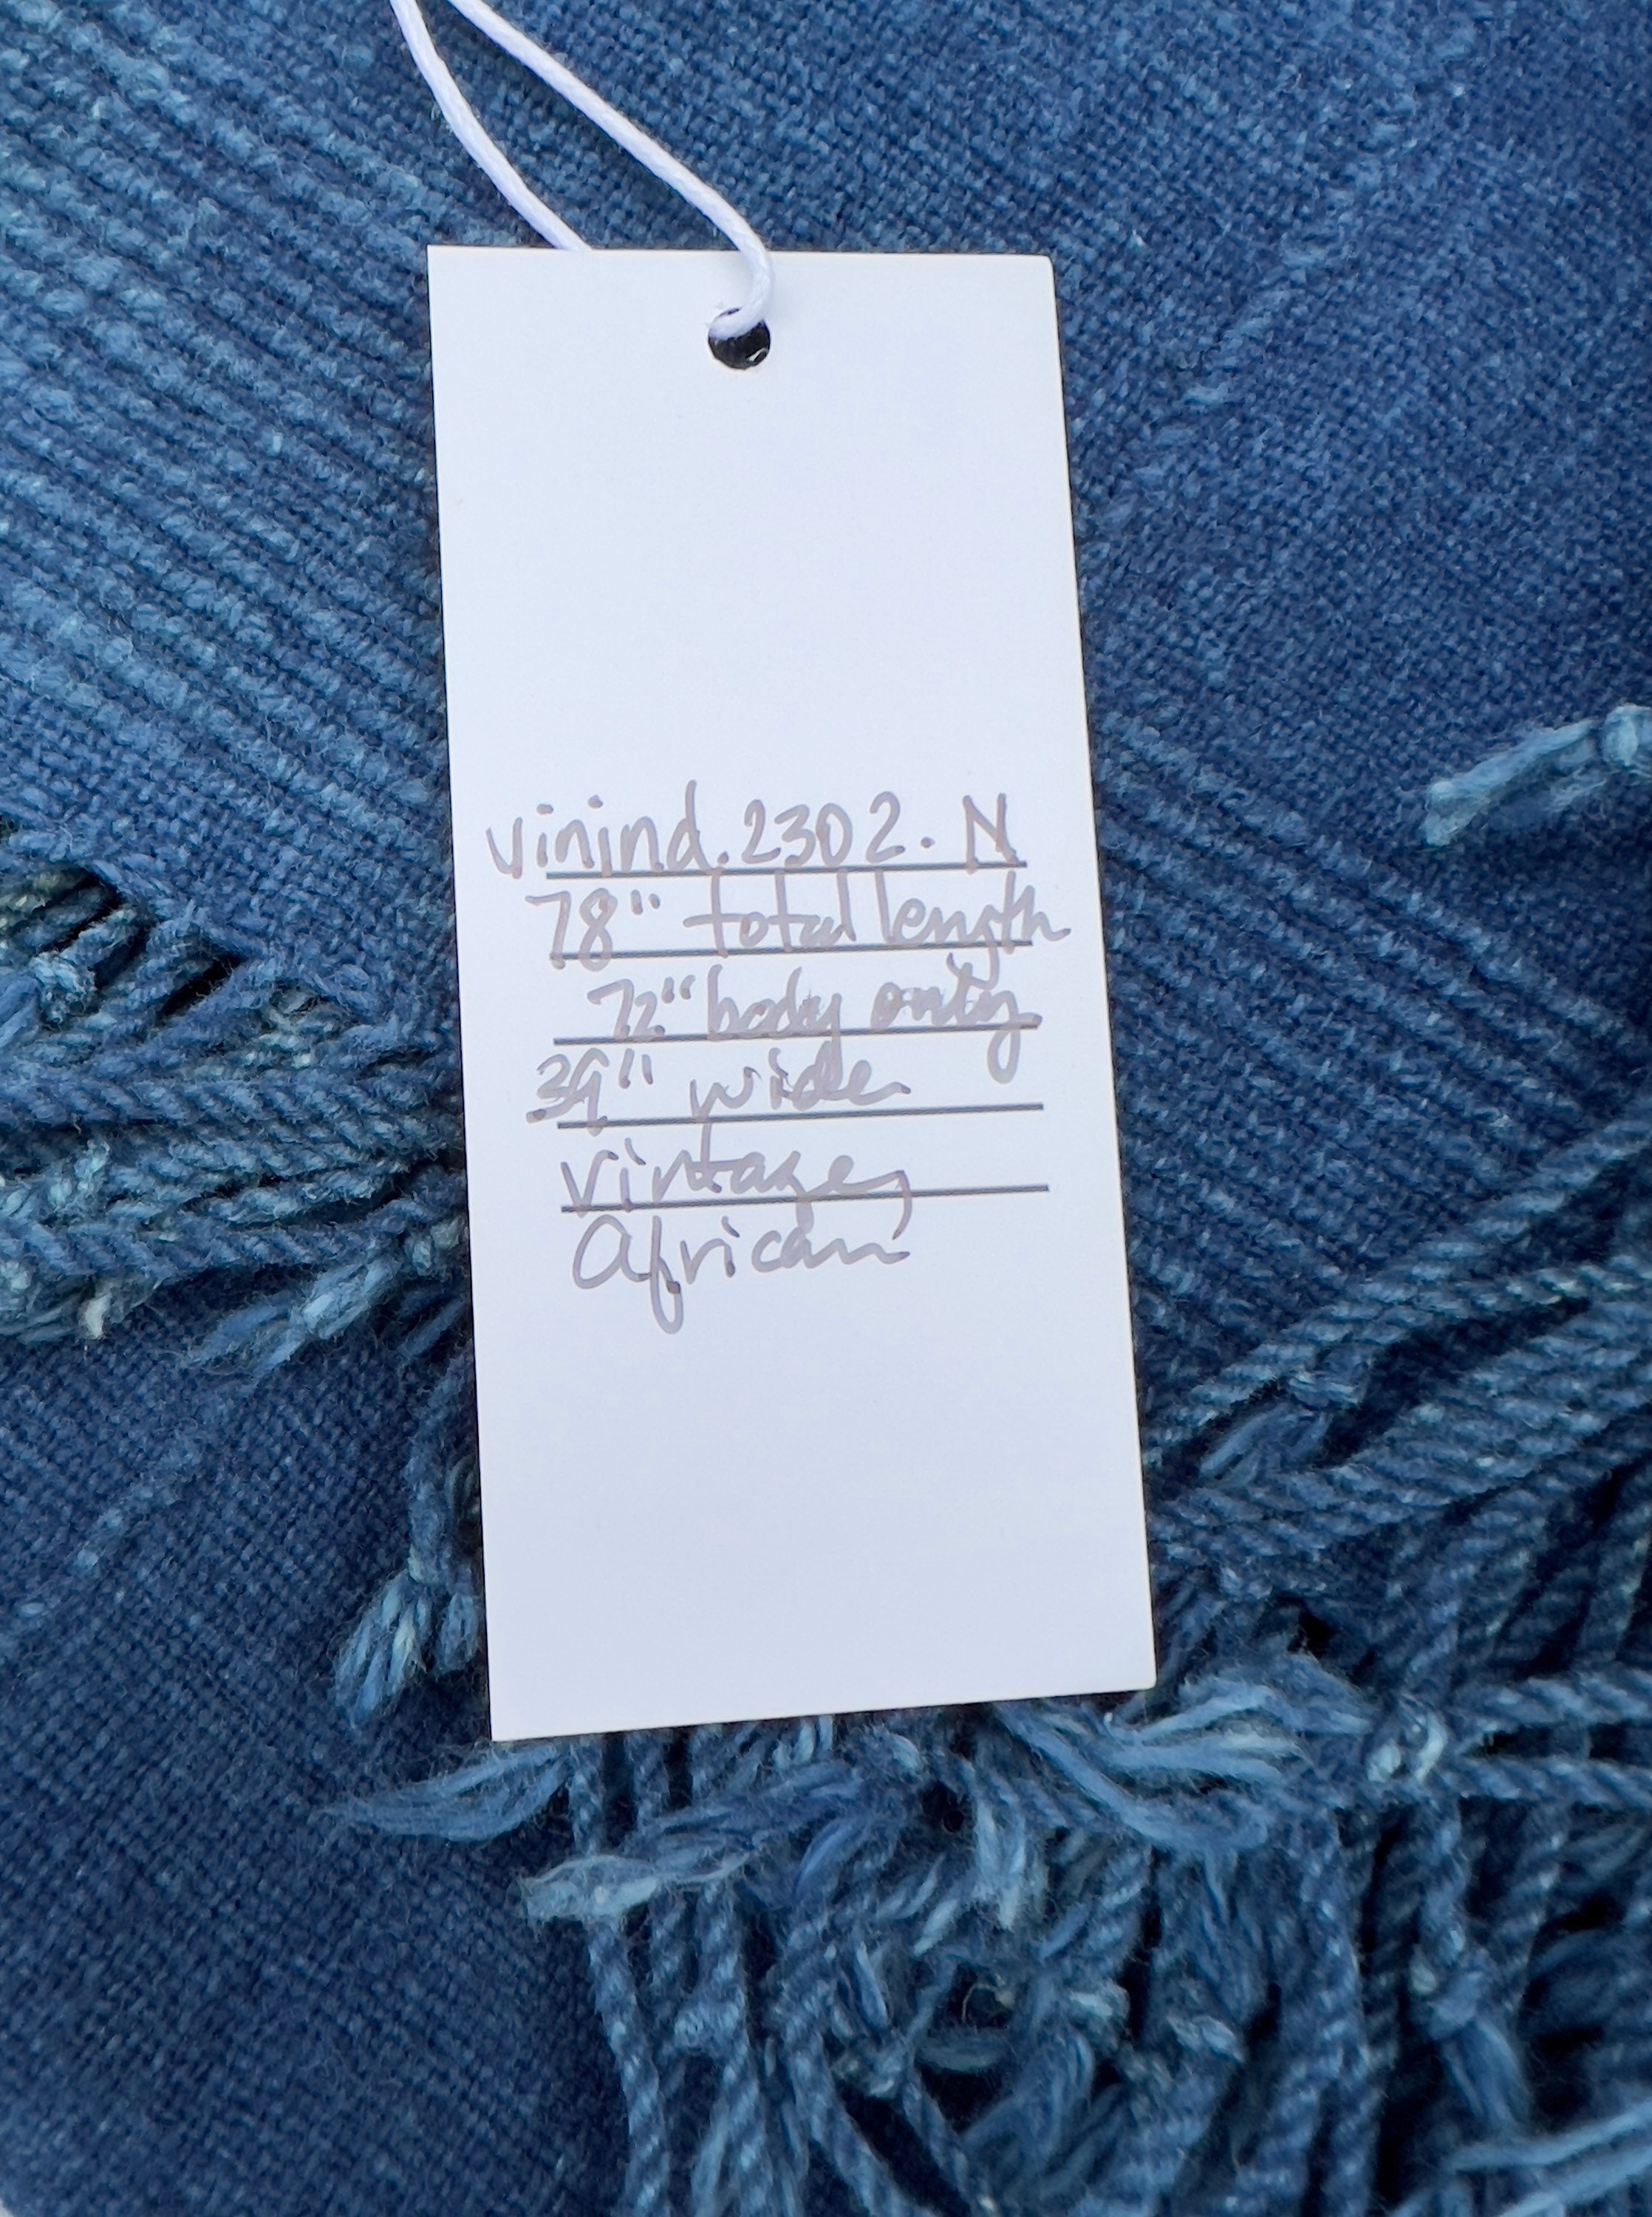 vinind.2302.N
78" total length
72" body only
39" wide
vintage,
African